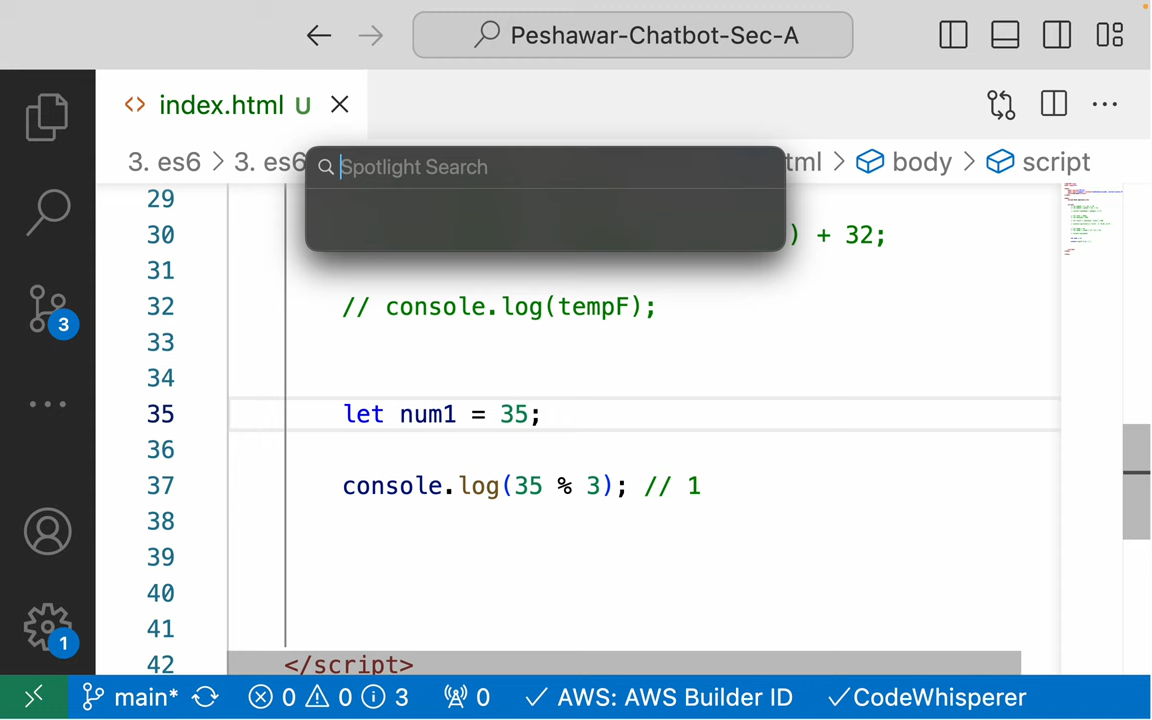 Peshawar-Chatbot-Sec-A
index.html U
3. es6 > 3. es6
tml > body > script
Spotlight Search
29
30 ) + 32;
31
32 // console.log(tempF);
33
34
35 let num1 = 35;
36
37 console.log(35 % 3); // 1
38
39
40
41
42 </script>
3
1
main* 0 0 3 0 AWS: AWS Builder ID CodeWhisperer